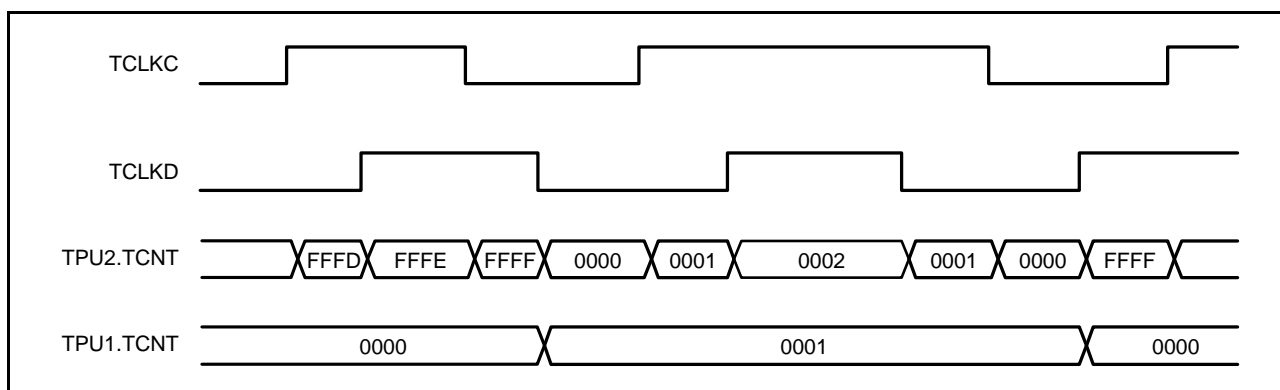 TCLKC
TCLKD
TPU2.TCNT FFFD FFFE FFFF 0000 0001 0002 0001 0000 FFFF
TPU1.TCNT 0000 0001 0000